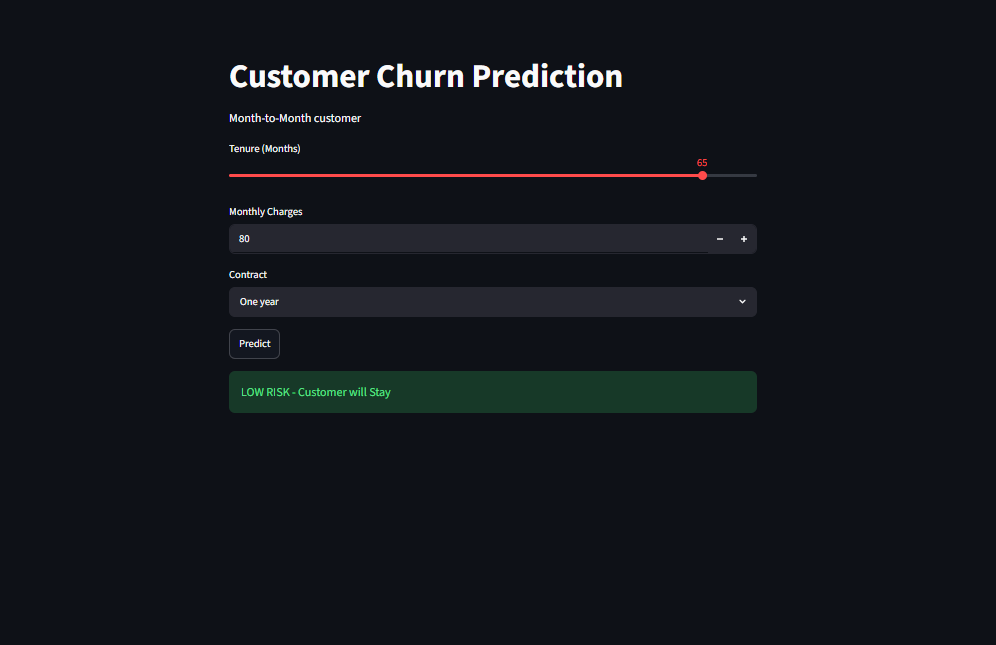 Customer Churn Prediction
Month-to-Month customer
Tenure (Months)
65
Monthly Charges
80
Contract
One year
Predict
LOW RISK - Customer will Stay